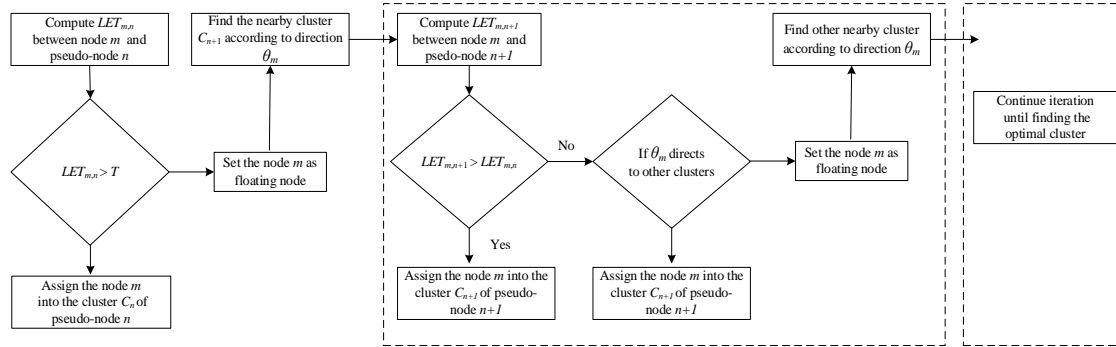 Compute LETm,n
between node m and
pseudo-node n
LETm,n > T
Assign the node m
into the cluster Cn of
pseudo-node n
Set the node m as
floating node
Find the nearby cluster
Cn+1 according to direction
θm
Compute LETm,n+1
between node m and
psedo-node n+1
LETm,n+1 > LETm,n
Yes
Assign the node m into the
cluster Cn+1 of pseudo-
node n+1
No
If θm directs
to other clusters
Assign the node m into the
cluster Cn+1 of pseudo-
node n+1
Set the node m as
floating node
Find other nearby cluster
according to direction θm
Continue iteration
until finding the
optimal cluster